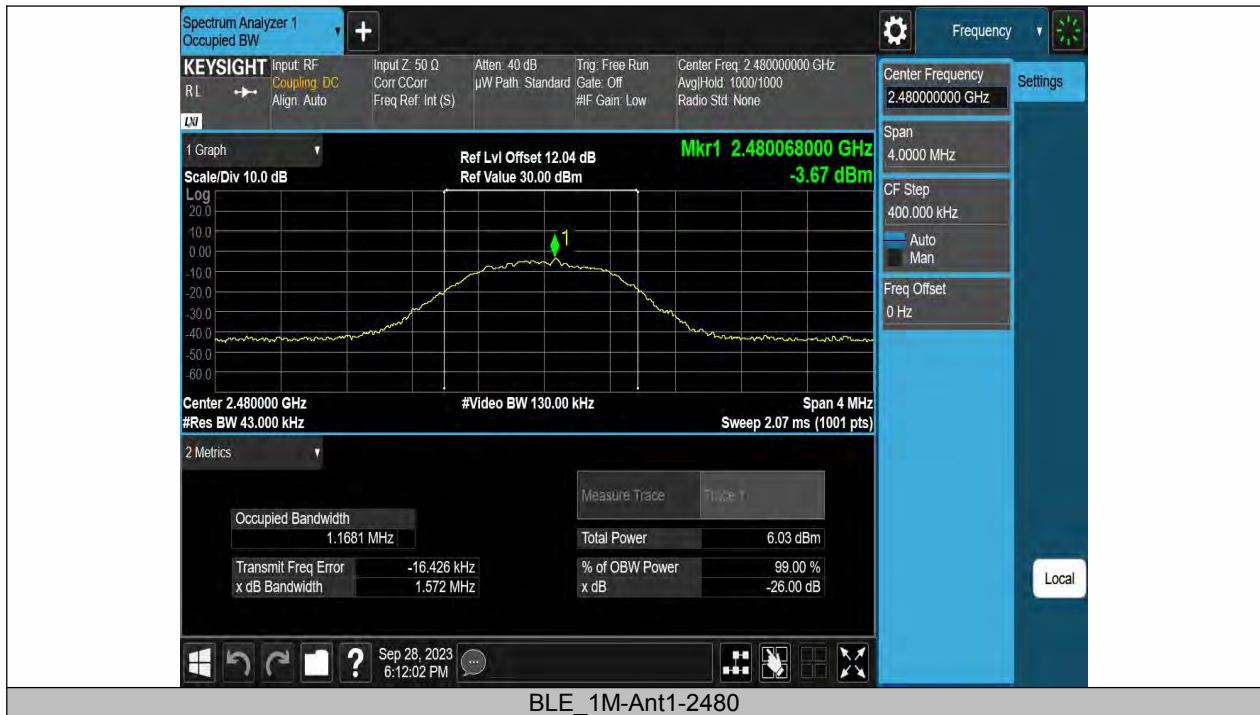 Spectrum Analyzer 1
Occupied BW
+
Frequency
KEYSIGHT
RL
LXI
Input: RF
Coupling: DC
Align: Auto
Input Z: 50 Ω
Corr CCorr
Freq Ref: Int (S)
Atten: 40 dB
µW Path: Standard
Trig: Free Run
Gate: Off
#IF Gain: Low
Center Freq: 2.480000000 GHz
Avg|Hold: 1000/1000
Radio Std: None
Center Frequency
2.480000000 GHz
Settings
Span
4.0000 MHz
CF Step
400.000 kHz
Auto
Man
Freq Offset
0 Hz
1 Graph
Scale/Div 10.0 dB
Ref Lvl Offset 12.04 dB
Ref Value 30.00 dBm
Mkr1 2.480068000 GHz
-3.67 dBm
Log
20.0
10.0
0.00
-10.0
-20.0
-30.0
-40.0
-50.0
-60.0
1
Center 2.480000 GHz
#Res BW 43.000 kHz
#Video BW 130.00 kHz
Span 4 MHz
Sweep 2.07 ms (1001 pts)
2 Metrics
Measure Trace Trace 1
Occupied Bandwidth
1.1681 MHz
Total Power 6.03 dBm
Transmit Freq Error -16.426 kHz
% of OBW Power 99.00 %
x dB Bandwidth 1.572 MHz
x dB -26.00 dB
Local
?
Sep 28, 2023
6:12:02 PM
BLE_1M-Ant1-2480